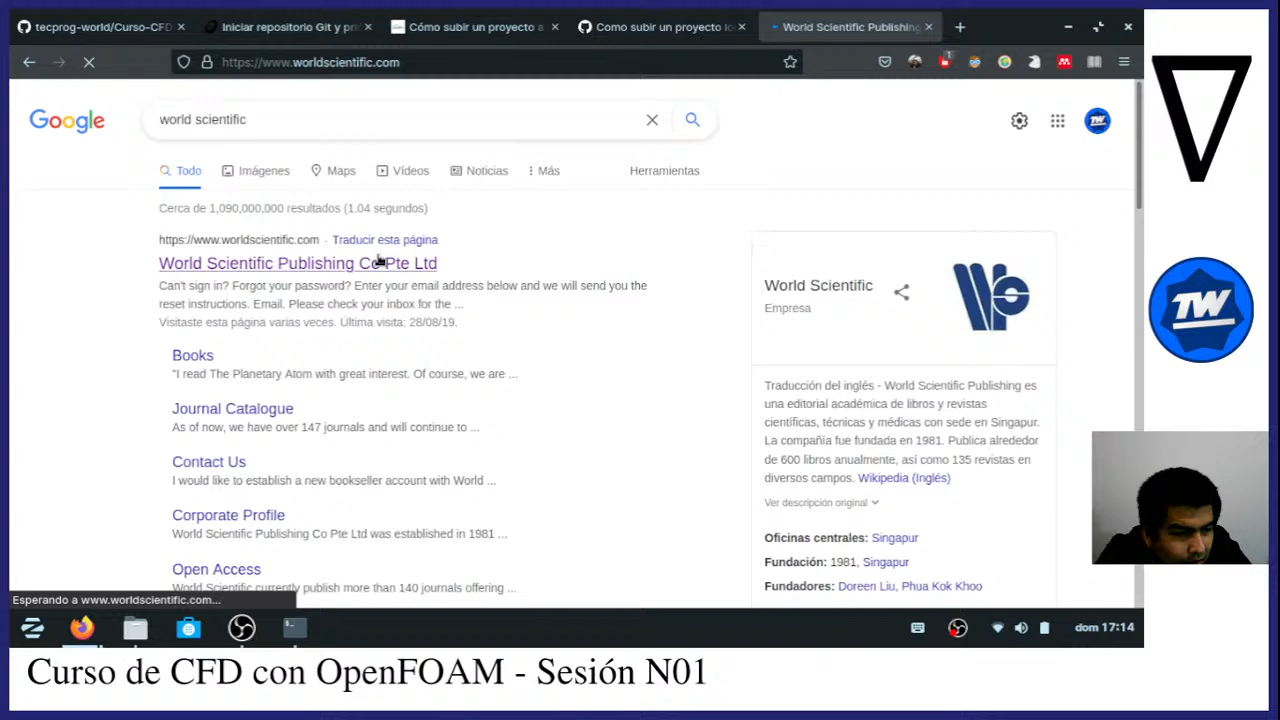 tecprog-world/Curso-CFD
Iniciar repositorio Git y pri
Cómo subir un proyecto a
Como subir un proyecto lo
World Scientific Publishing
https://www.worldscientific.com
Google
world scientific
Todo
Imágenes
Maps
Vídeos
Noticias
Más
Herramientas
Cerca de 1,090,000,000 resultados (1.04 segundos)
https://www.worldscientific.com · Traducir esta página
World Scientific Publishing Co Pte Ltd
Can't sign in? Forgot your password? Enter your email address below and we will send you the
reset instructions. Email. Please check your inbox for the ...
Visitaste esta página varias veces. Última visita: 28/08/19.
Books
"I read The Planetary Atom with great interest. Of course, we are ...
Journal Catalogue
As of now, we have over 147 journals and will continue to ...
Contact Us
I would like to establish a new bookseller account with World ...
Corporate Profile
World Scientific Publishing Co Pte Ltd was established in 1981 ...
Open Access
World Scientific currently publish more than 140 journals offering ...
World Scientific
Empresa
Traducción del inglés - World Scientific Publishing es
una editorial académica de libros y revistas
científicas, técnicas y médicas con sede en Singapur.
La compañía fue fundada en 1981. Publica alrededor
de 600 libros anualmente, así como 135 revistas en
diversos campos. Wikipedia (Inglés)
Ver descripción original
Oficinas centrales: Singapur
Fundación: 1981, Singapur
Fundadores: Doreen Liu, Phua Kok Khoo
Esperando a www.worldscientific.com...
dom 17:14
TW
Curso de CFD con OpenFOAM - Sesión N01